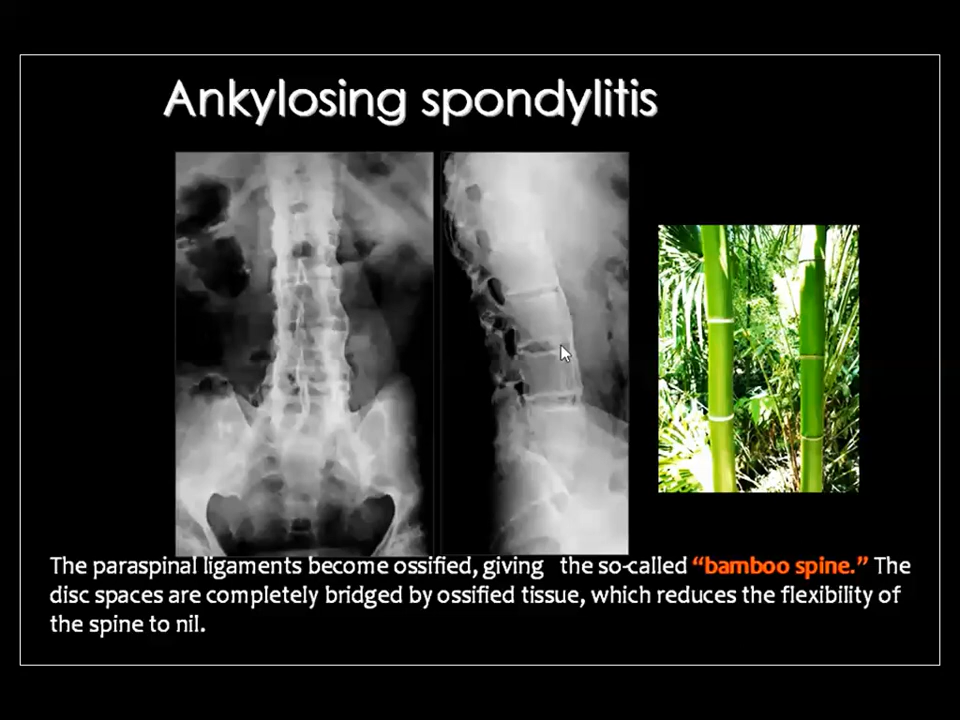 Ankylosing spondylitis
The paraspinal ligaments become ossified, giving the so-called “bamboo spine.” The
disc spaces are completely bridged by ossified tissue, which reduces the flexibility of
the spine to nil.